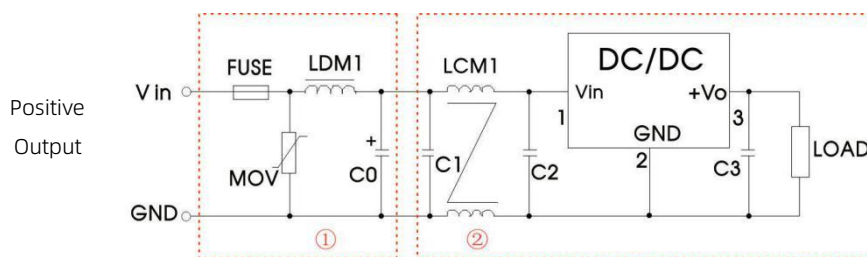 Positive
Output
FUSE
LDM1
LCM1
DC/DC
Vin
Vin
+Vo
1
3
GND
2
MOV
+
C0
C1
C2
C3
LOAD
GND
①
②